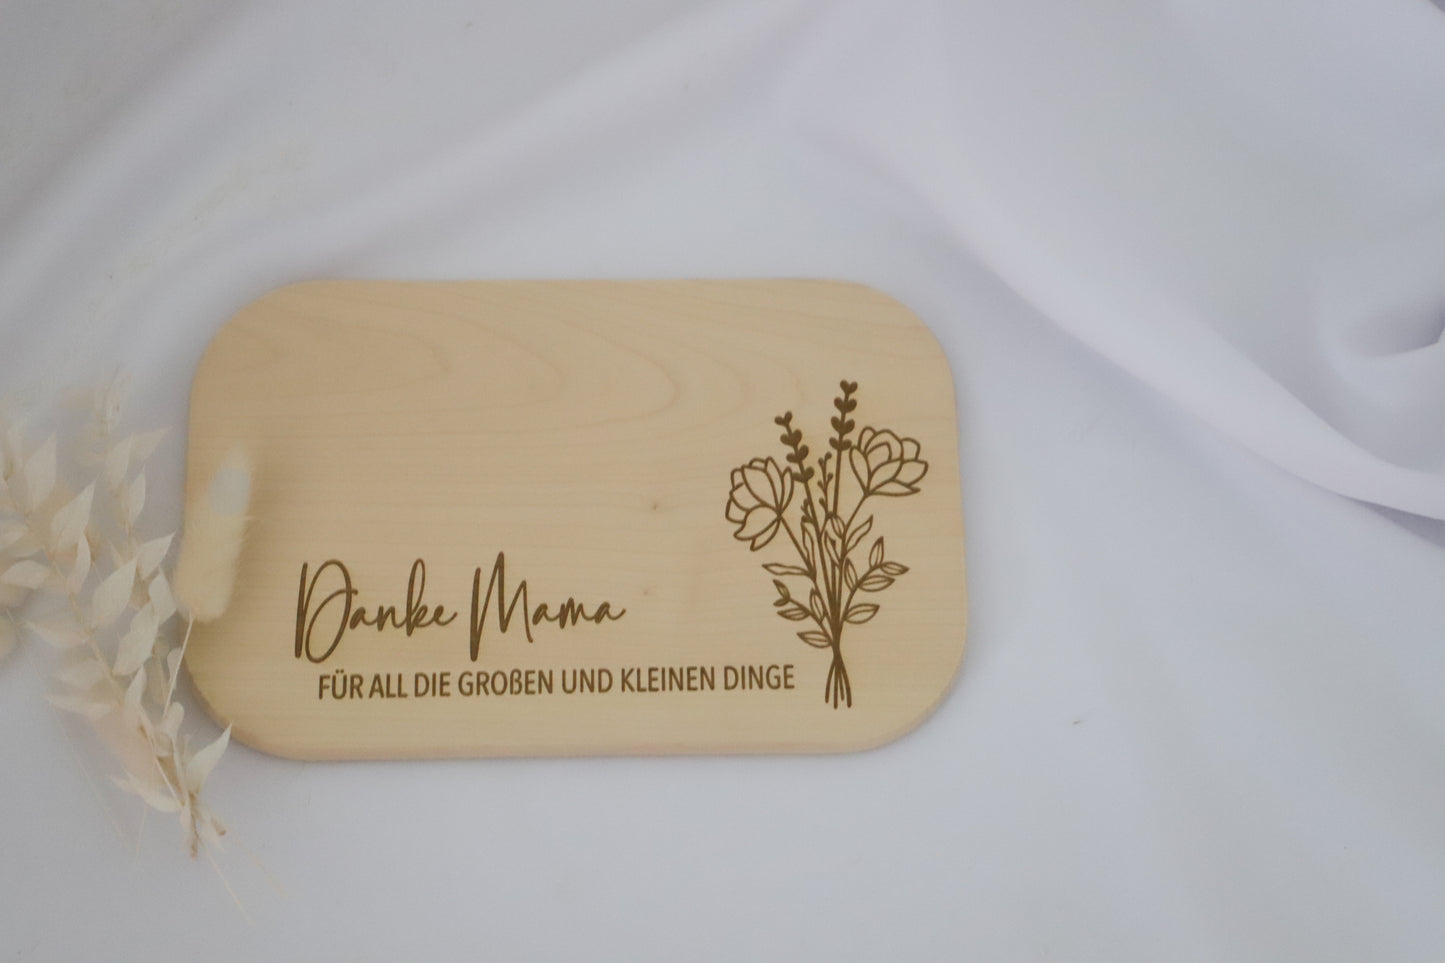 Danke Mama
FÜR ALL DIE GROßEN UND KLEINEN DINGE